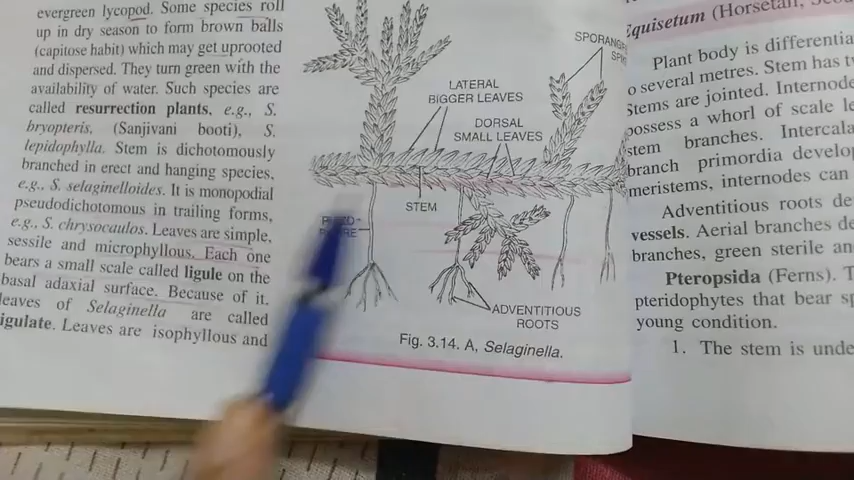 evergreen lycopod. Some species roll
up in dry season to form brown balls
(capitose habit) which may get uprooted
and dispersed. They turn green with the
availability of water. Such species are
called resurrection plants, e.g., S.
bryopteris, (Sanjivani booti), S.
lepidophylla. Stem is dichotomously
branched in erect and hanging species,
e.g., S. selaginelloides. It is monopodial
pseudodichotomous in trailing forms,
e.g., S. chrysocaulos. Leaves are simple,
sessile and microphyllous. Each one
bears a small scale called ligule on the
basal adaxial surface. Because of it,
leaves of Selaginella are called
igulate. Leaves are isophyllous and
LATERAL
BIGGER LEAVES
DORSAL
SMALL LEAVES
STEM
ADVENTITIOUS
ROOTS
Fig. 3.14. A, Selaginella.
Equisetum (Horsetail,
Plant body is differentia
o several metres. Stem has
Stems are jointed. Internode
possess a whorl of scale
stem branches. Intercala
branch primordia develop
meristems, internodes can
Adventitious roots de
vessels. Aerial branches de
branches, green sterile an
Pteropsida (Ferns).
pteridophytes that bear
young condition.
1. The stem is unde